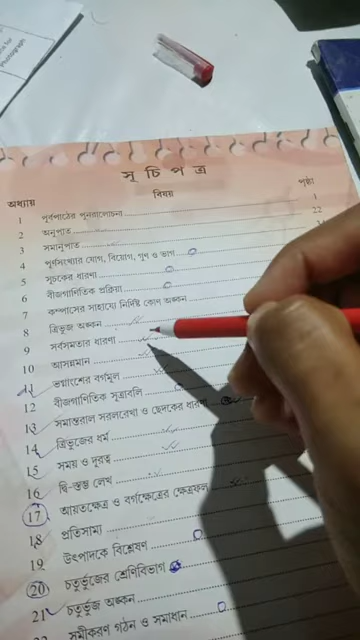 Photograph
সূচিপত্র
অধ্যায় বিষয় পৃষ্ঠা
1 পূর্বপাঠের পুনরালোচনা 1
2 অনুপাত 22
3 সমানুপাত
4 পূর্ণসংখ্যার যোগ, বিয়োগ, গুণ ও ভাগ
5 সূচকের ধারণা
6 বীজগাণিতিক প্রক্রিয়া
7 কম্পাসের সাহায্যে নির্দিষ্ট কোণ অঙ্কন
8 ত্রিভুজ অঙ্কন
9 সর্বসমতার ধারণা
10 আসন্নমান
11 ভগ্নাংশের বর্গমূল
12 বীজগাণিতিক সূত্রাবলি
13 সমান্তরাল সরলরেখা ও ছেদকের ধারণা
14 ত্রিভুজের ধর্ম
15 সময় ও দূরত্ব
16 দ্বি-স্তম্ভ লেখ
17 আয়তক্ষেত্র ও বর্গক্ষেত্রের ক্ষেত্রফল
18 প্রতিসাম্য
19 উৎপাদকে বিশ্লেষণ
20 চতুর্ভুজের শ্রেণিবিভাগ
21 চতুর্ভুজ অঙ্কন
22 সমীকরণ গঠন ও সমাধান